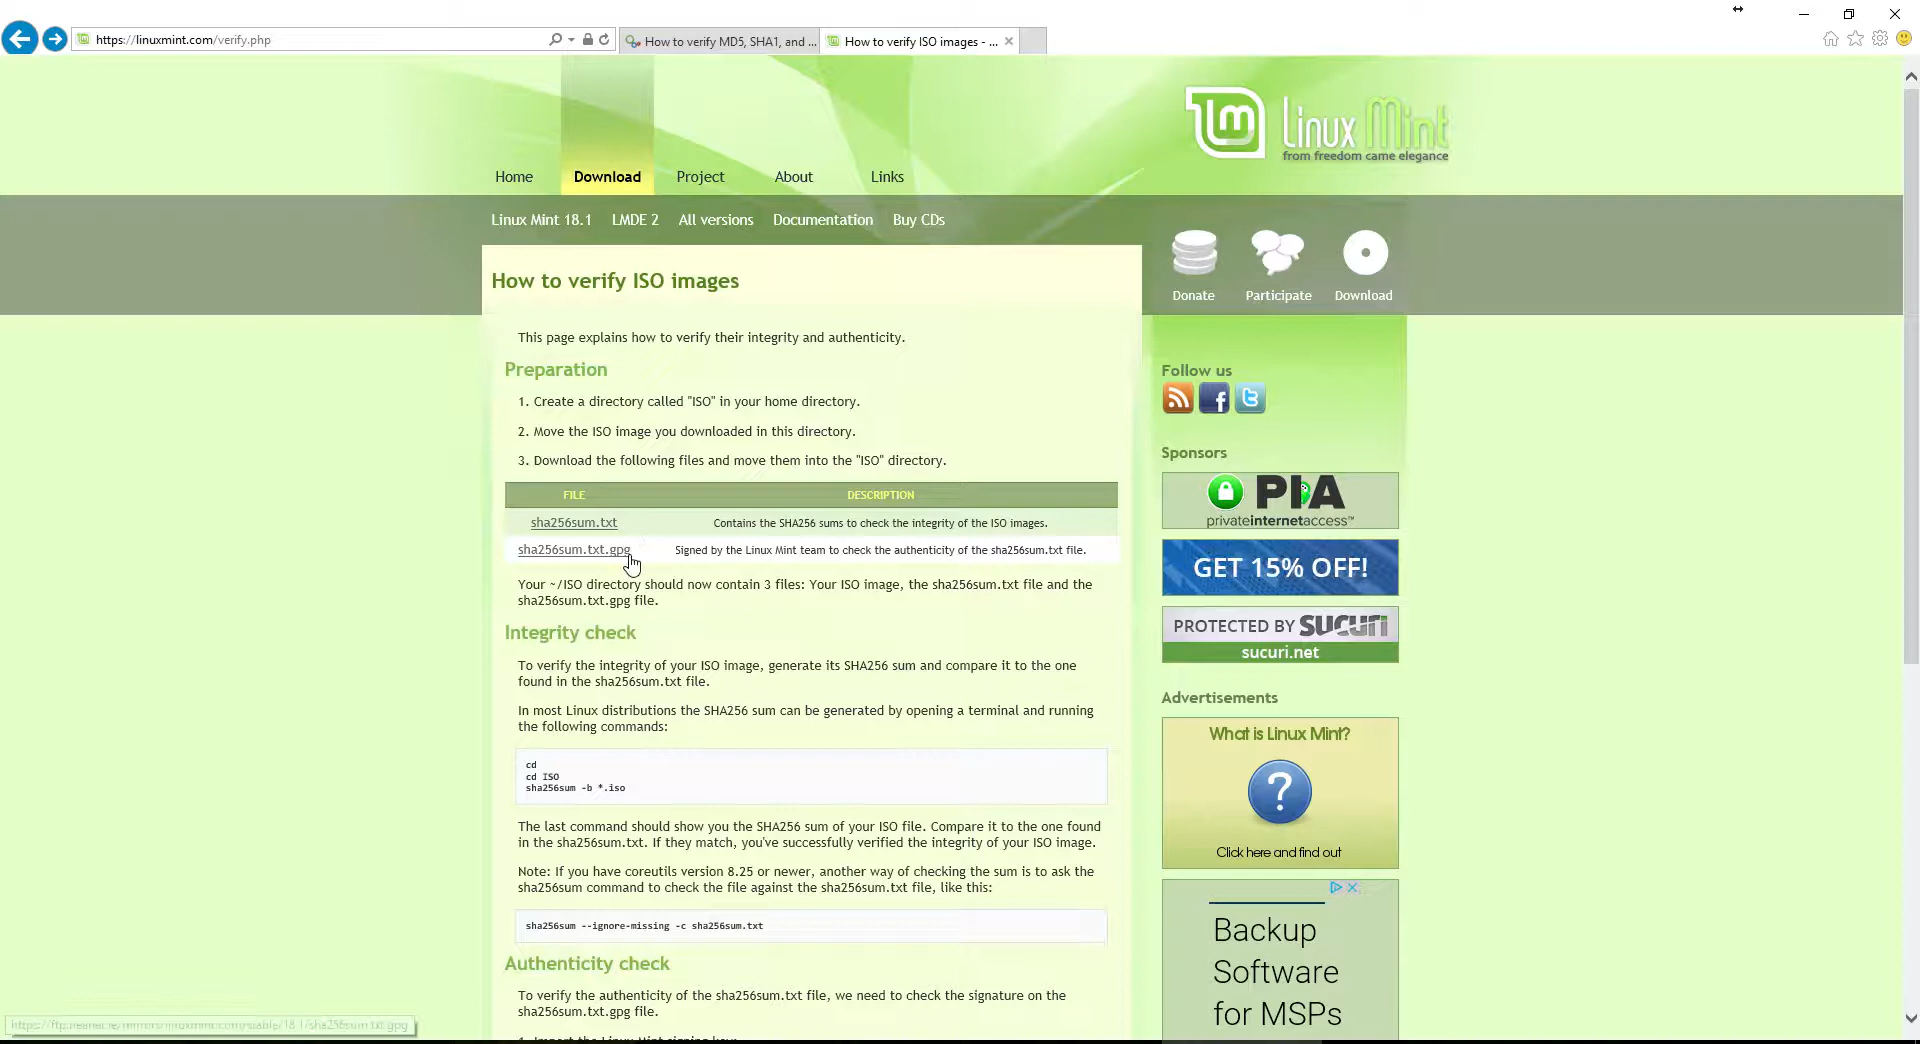 https://linuxmint.com/verify.php
How to verify MD5, SHA1, and ...
How to verify ISO images - ...
Linux Mint
from freedom came elegance
Home
Download
Project
About
Links
Linux Mint 18.1
LMDE 2
All versions
Documentation
Buy CDs
Donate
Participate
Download
How to verify ISO images
This page explains how to verify their integrity and authenticity.
Preparation
1. Create a directory called "ISO" in your home directory.
2. Move the ISO image you downloaded in this directory.
3. Download the following files and move them into the "ISO" directory.
FILE DESCRIPTION
sha256sum.txt Contains the SHA256 sums to check the integrity of the ISO images.
sha256sum.txt.gpg Signed by the Linux Mint team to check the authenticity of the sha256sum.txt file.
Your ~/ISO directory should now contain 3 files: Your ISO image, the sha256sum.txt file and the
sha256sum.txt.gpg file.
Integrity check
To verify the integrity of your ISO image, generate its SHA256 sum and compare it to the one
found in the sha256sum.txt file.
In most Linux distributions the SHA256 sum can be generated by opening a terminal and running
the following commands:
cd
cd ISO
sha256sum -b *.iso
The last command should show you the SHA256 sum of your ISO file. Compare it to the one found
in the sha256sum.txt. If they match, you've successfully verified the integrity of your ISO image.
Note: If you have coreutils version 8.25 or newer, another way of checking the sum is to ask the
sha256sum command to check the file against the sha256sum.txt file, like this:
sha256sum --ignore-missing -c sha256sum.txt
Authenticity check
To verify the authenticity of the sha256sum.txt file, we need to check the signature on the
sha256sum.txt.gpg file.
1. Import the Linux Mint signing key:
Follow us
Sponsors
PIA
privateinternetaccess™
GET 15% OFF!
PROTECTED BY SUCURI
sucuri.net
Advertisements
What is Linux Mint?
?
Click here and find out
Backup
Software
for MSPs